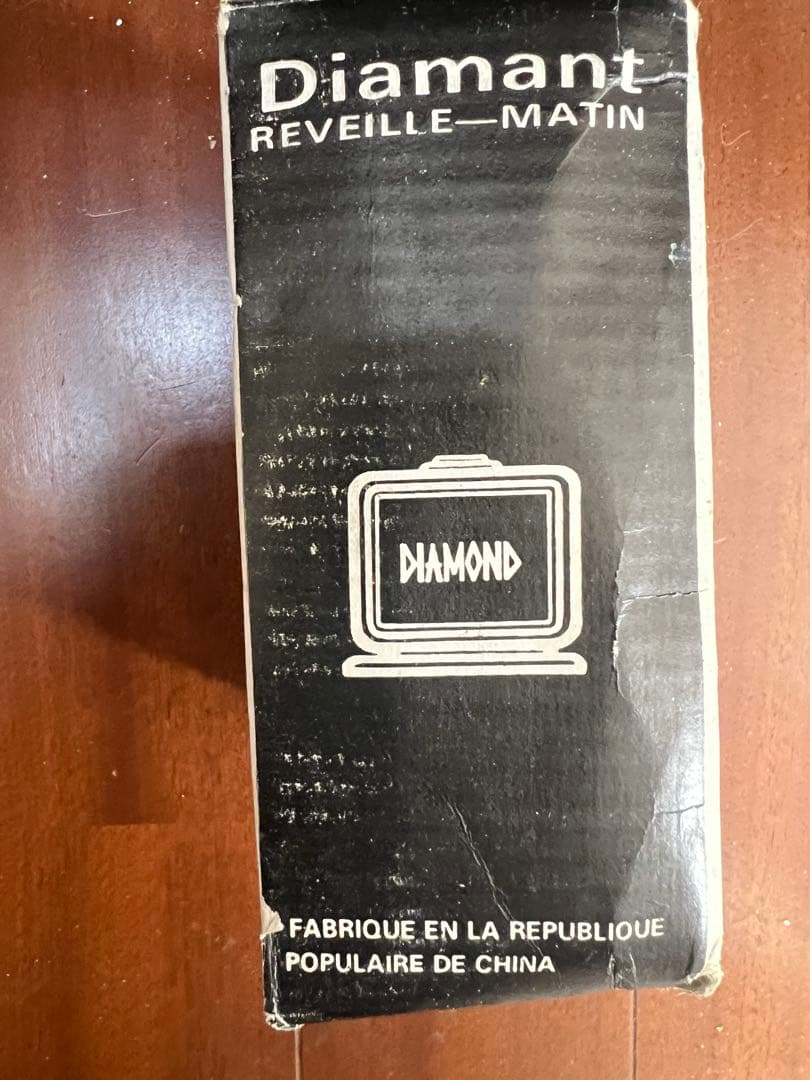 Diamant
REVEILLE—MATIN
DIAMOND
FABRIQUE EN LA REPUBLIQUE
POPULAIRE DE CHINA